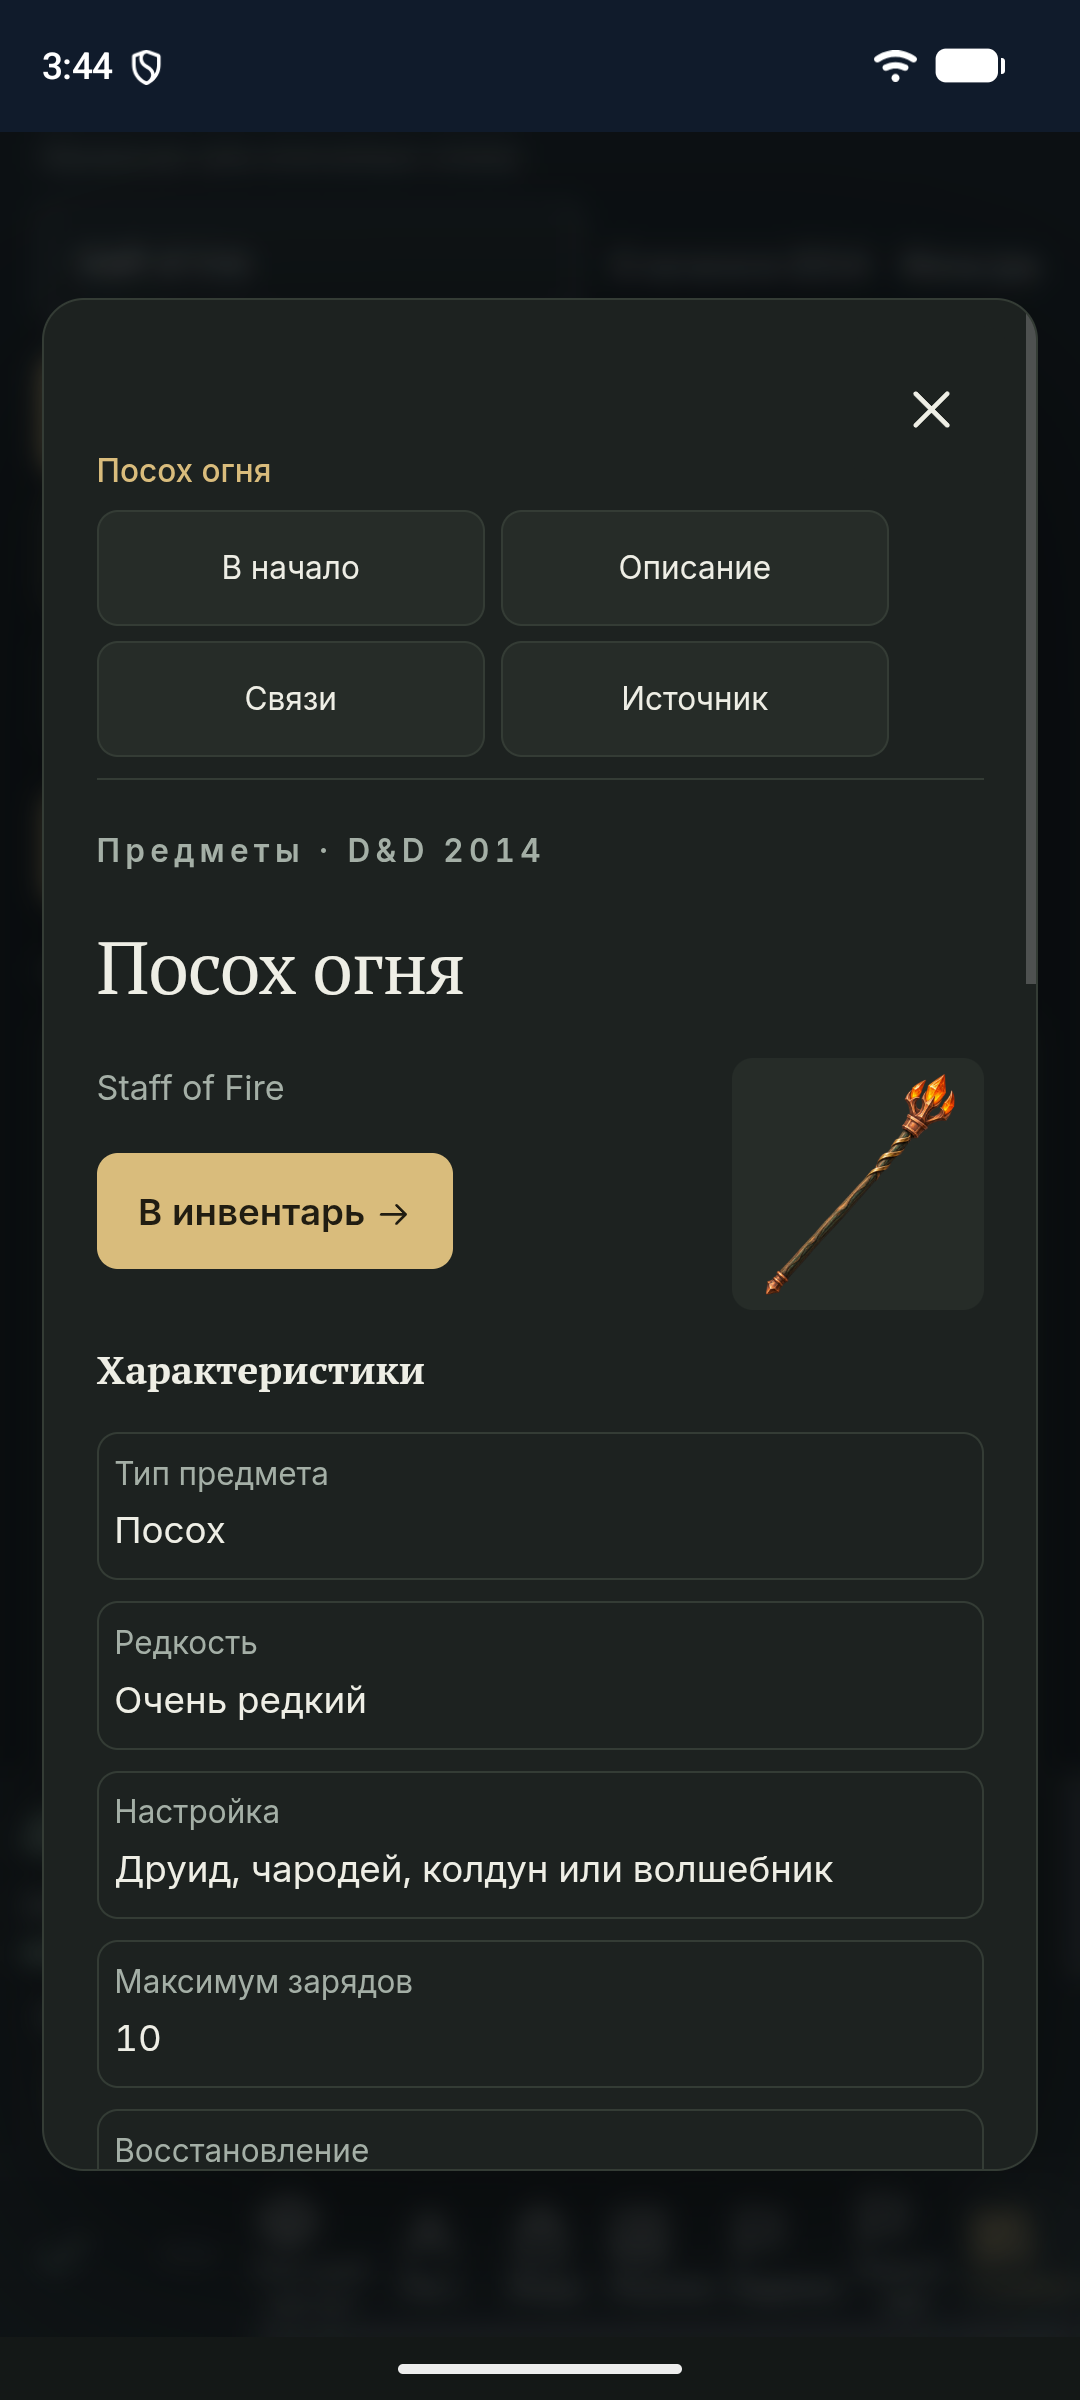 3:44
Посох огня
В начало
Описание
Связи
Источник
Предметы · D&D 2014
Посох огня
Staff of Fire
В инвентарь →
Характеристики
Тип предмета
Посох
Редкость
Очень редкий
Настройка
Друид, чародей, колдун или волшебник
Максимум зарядов
10
Восстановление